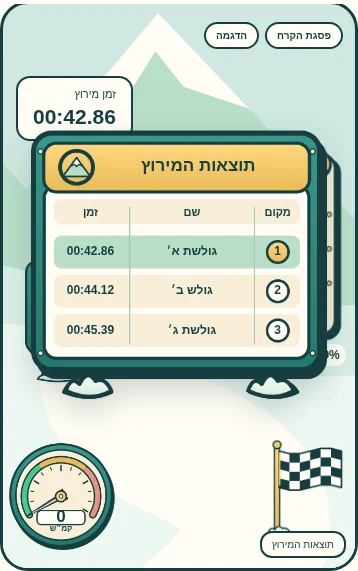 פסגת הקרח
הדגמה
זמן מירוץ
00:42.86
תוצאות המירוץ
מקום שם זמן
1 גולשת א׳ 00:42.86
2 גולש ב׳ 00:44.12
3 גולשת ג׳ 00:45.39
0
קמ״ש
תוצאות המירוץ